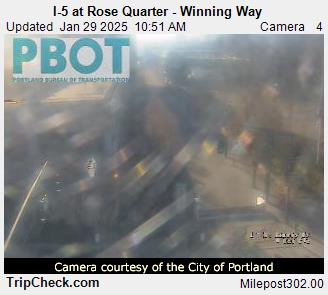 I-5 at Rose Quarter - Winning Way
Updated Jan 29 2025 10:51 AM Camera 4
PBOT
PORTLAND BUREAU OF TRANSPORTATION
Camera courtesy of the City of Portland
TripCheck.com Milepost302.00